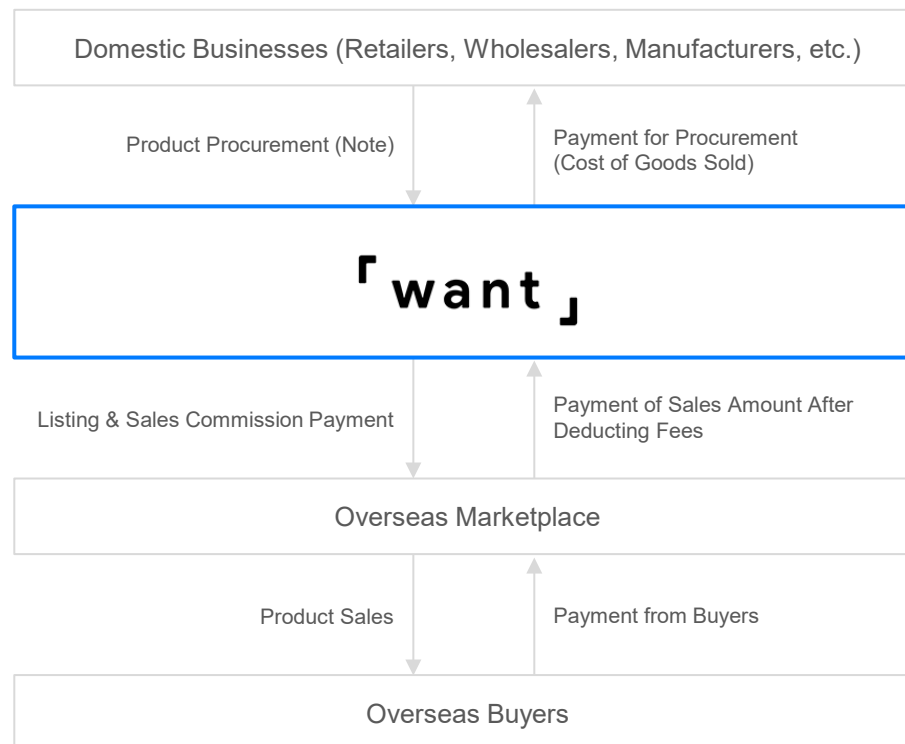 Domestic Businesses (Retailers, Wholesalers, Manufacturers, etc.)
Product Procurement (Note)
Payment for Procurement
(Cost of Goods Sold)
「want」
Listing & Sales Commission Payment
Payment of Sales Amount After
Deducting Fees
Overseas Marketplace
Product Sales
Payment from Buyers
Overseas Buyers